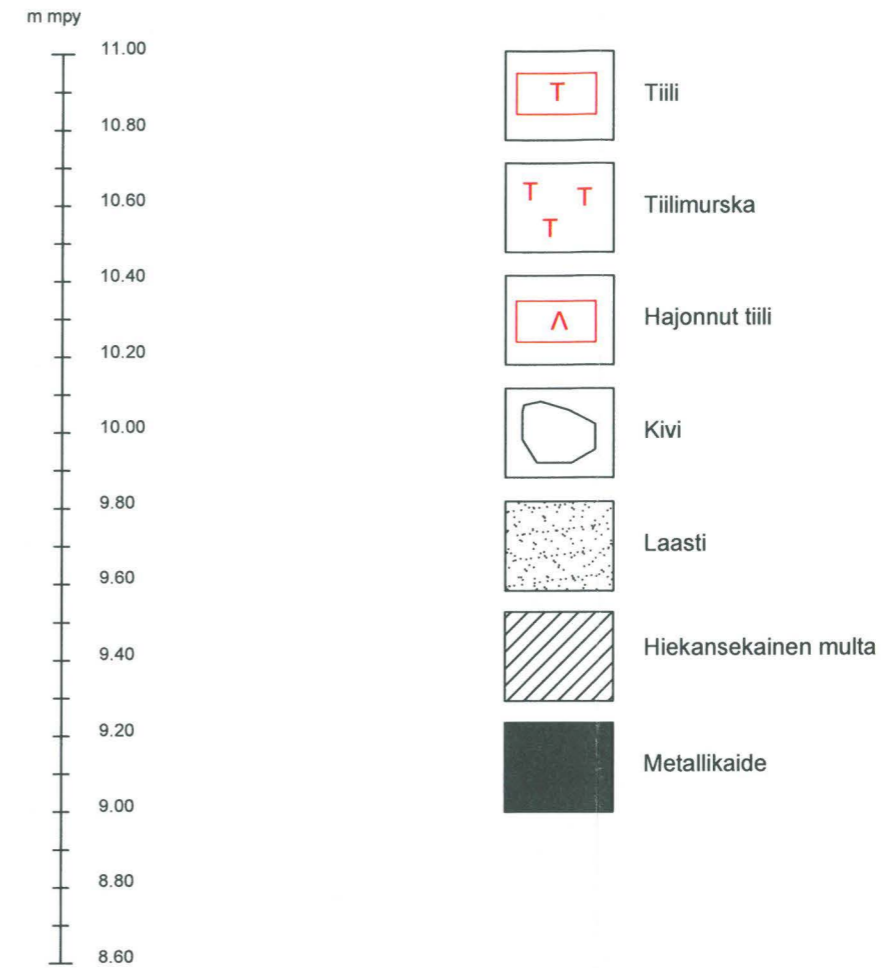 m mpy
11.00
10.80
10.60
10.40
10.20
10.00
9.80
9.60
9.40
9.20
9.00
8.80
8.60
T
Tiili
T T
T
Tiilimurska
Λ
Hajonnut tiili
Kivi
Laasti
Hiekansekainen multa
Metallikaide